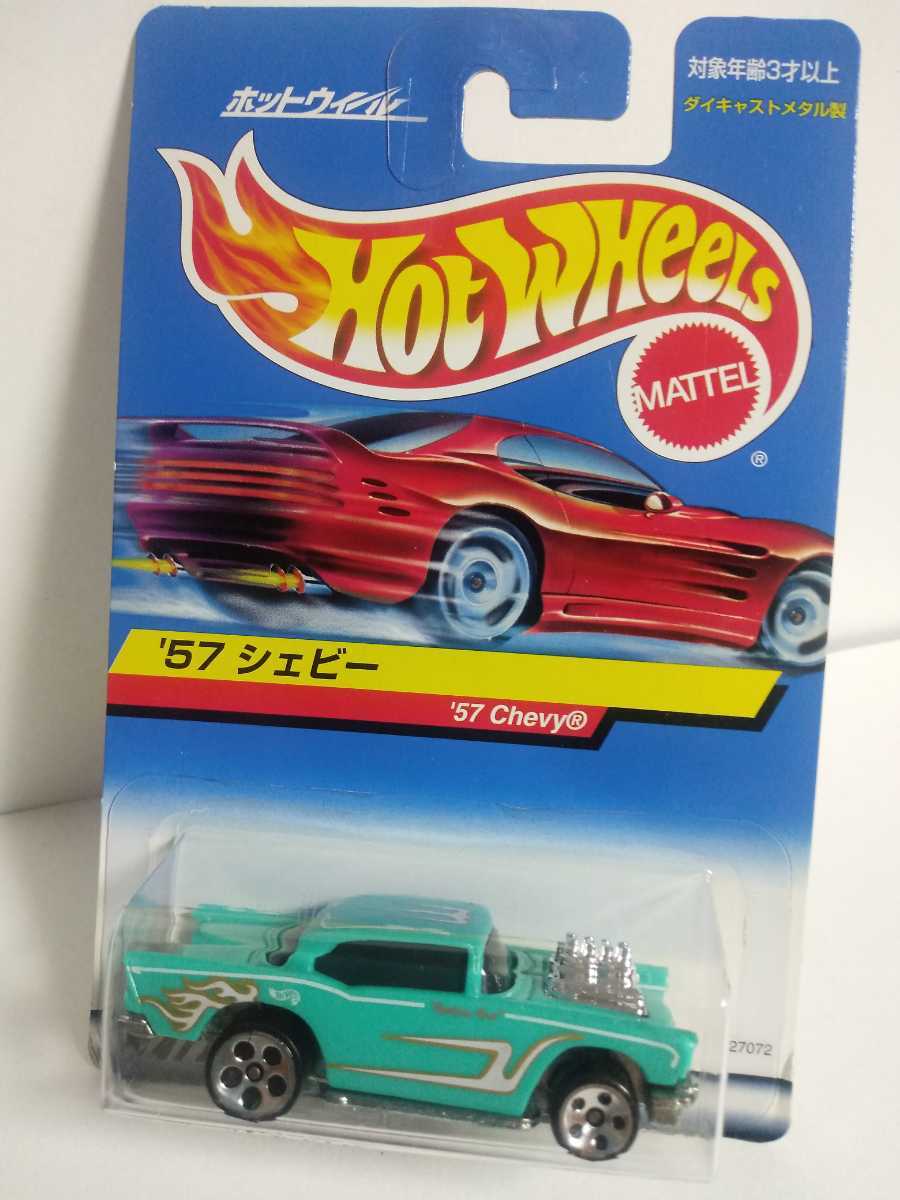 対象年齢3才以上
ダイキャストメタル製
ホットウィール
HOT WHEELS
MATTEL
®
'57 シェビー
'57 Chevy®
27072